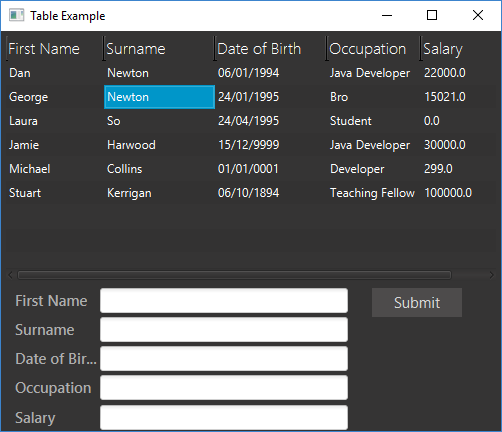 Table Example
First Name Surname Date of Birth Occupation Salary
Dan Newton 06/01/1994 Java Developer 22000.0
George Newton 24/01/1995 Bro 15021.0
Laura So 24/04/1995 Student 0.0
Jamie Harwood 15/12/9999 Java Developer 30000.0
Michael Collins 01/01/0001 Developer 299.0
Stuart Kerrigan 06/10/1894 Teaching Fellow 100000.0
First Name Submit
Surname
Date of Bir...
Occupation
Salary